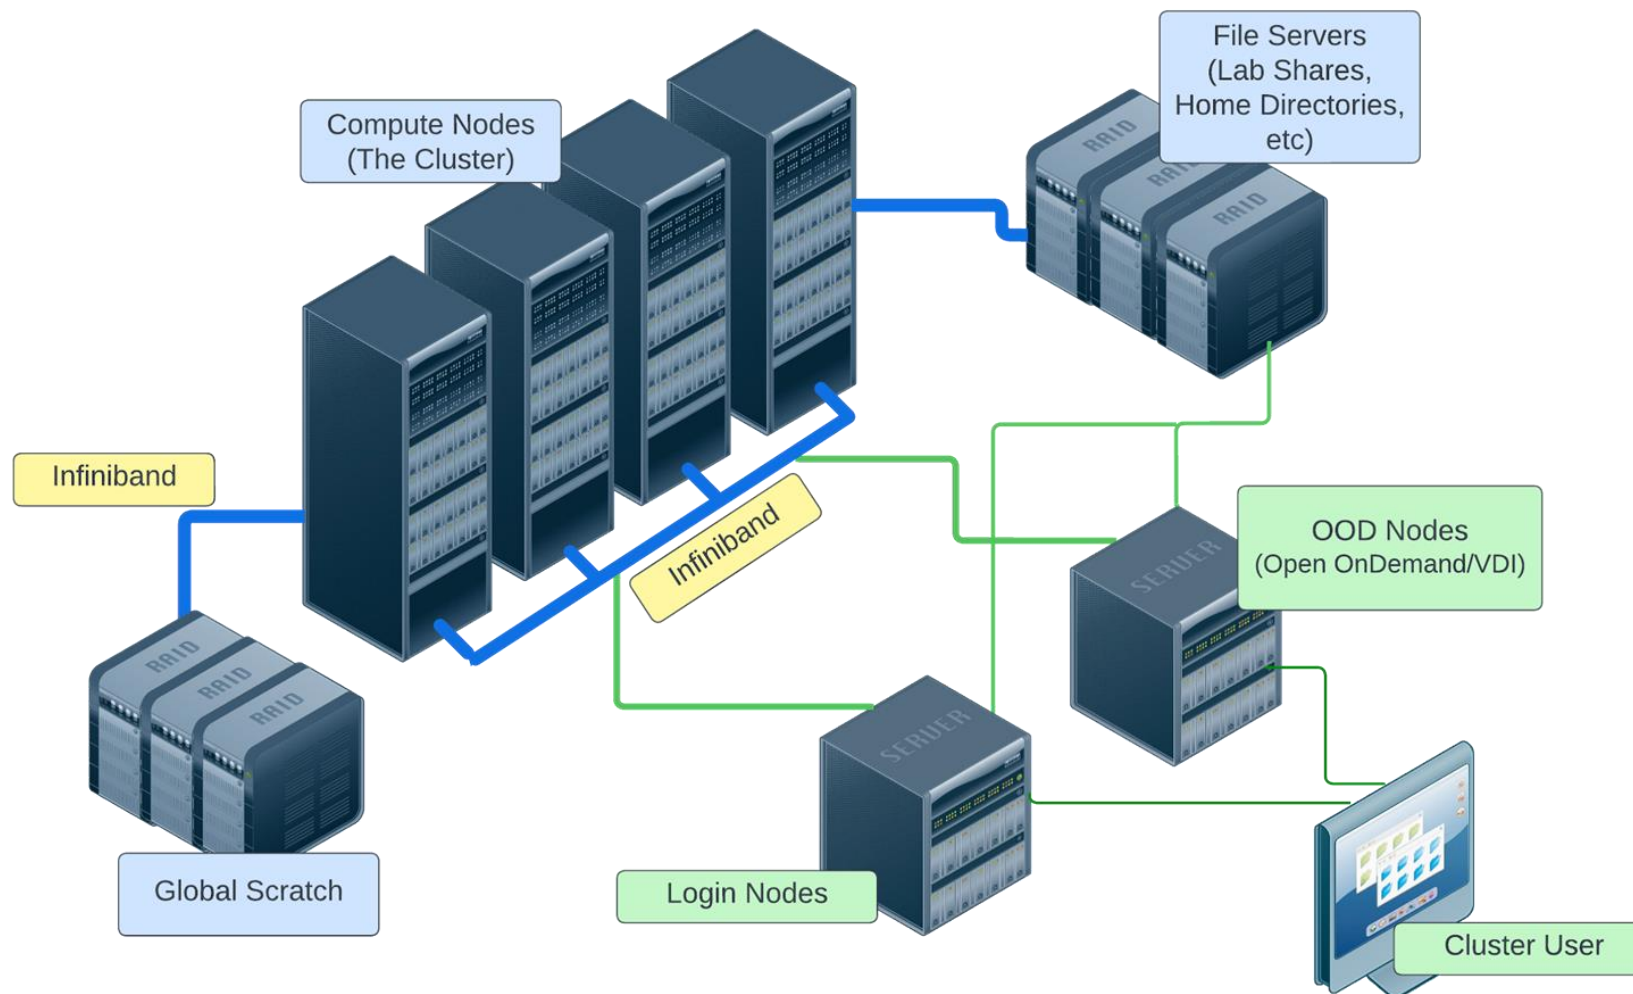 File Servers
(Lab Shares,
Home Directories,
etc)
Compute Nodes
(The Cluster)
RAID
RAID
RAID
Infiniband
Infiniband
OOD Nodes
(Open OnDemand/VDI)
SERVER
RAID
RAID
RAID
SERVER
Global Scratch
Login Nodes
Cluster User